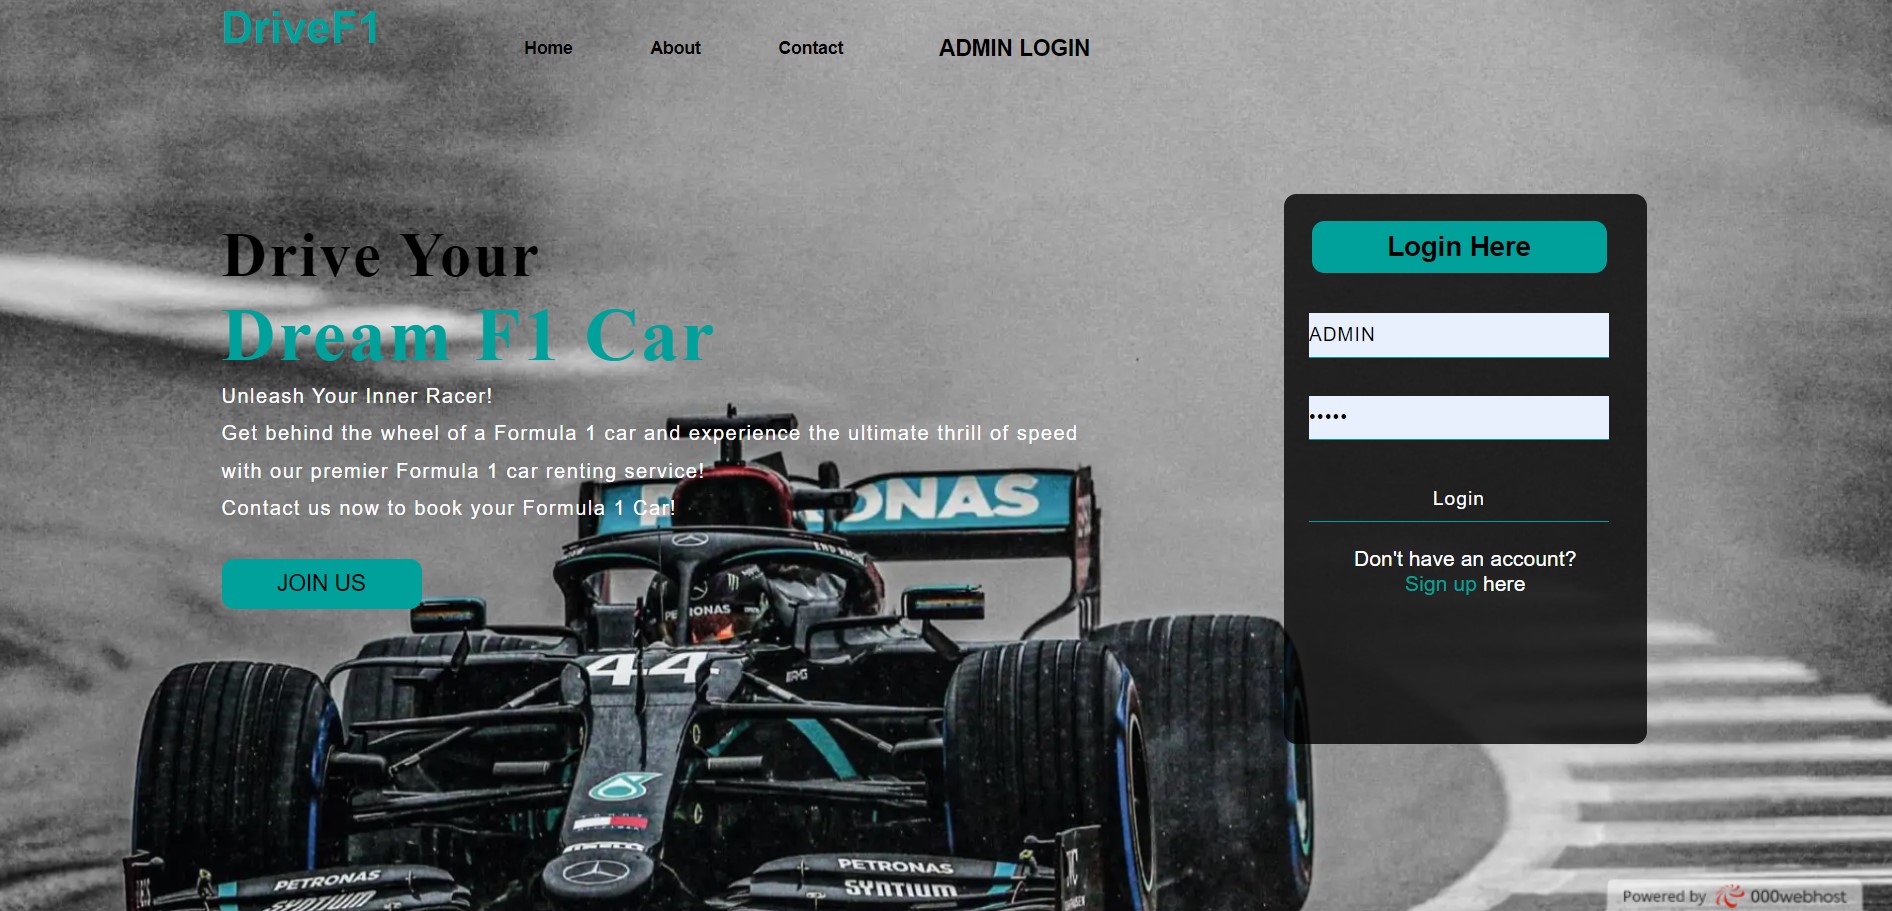 DriveF1
Home
About
Contact
ADMIN LOGIN
Drive Your
Dream F1 Car
Unleash Your Inner Racer!
Get behind the wheel of a Formula 1 car and experience the ultimate thrill of speed
with our premier Formula 1 car renting service!
Contact us now to book your Formula 1 Car!
JOIN US
Login Here
ADMIN
•••••
Login
Don't have an account?
Sign up here
ONAS
44
AMG
PETRONAS
PETRONAS
SYNTIUM
Powered by 000webhost